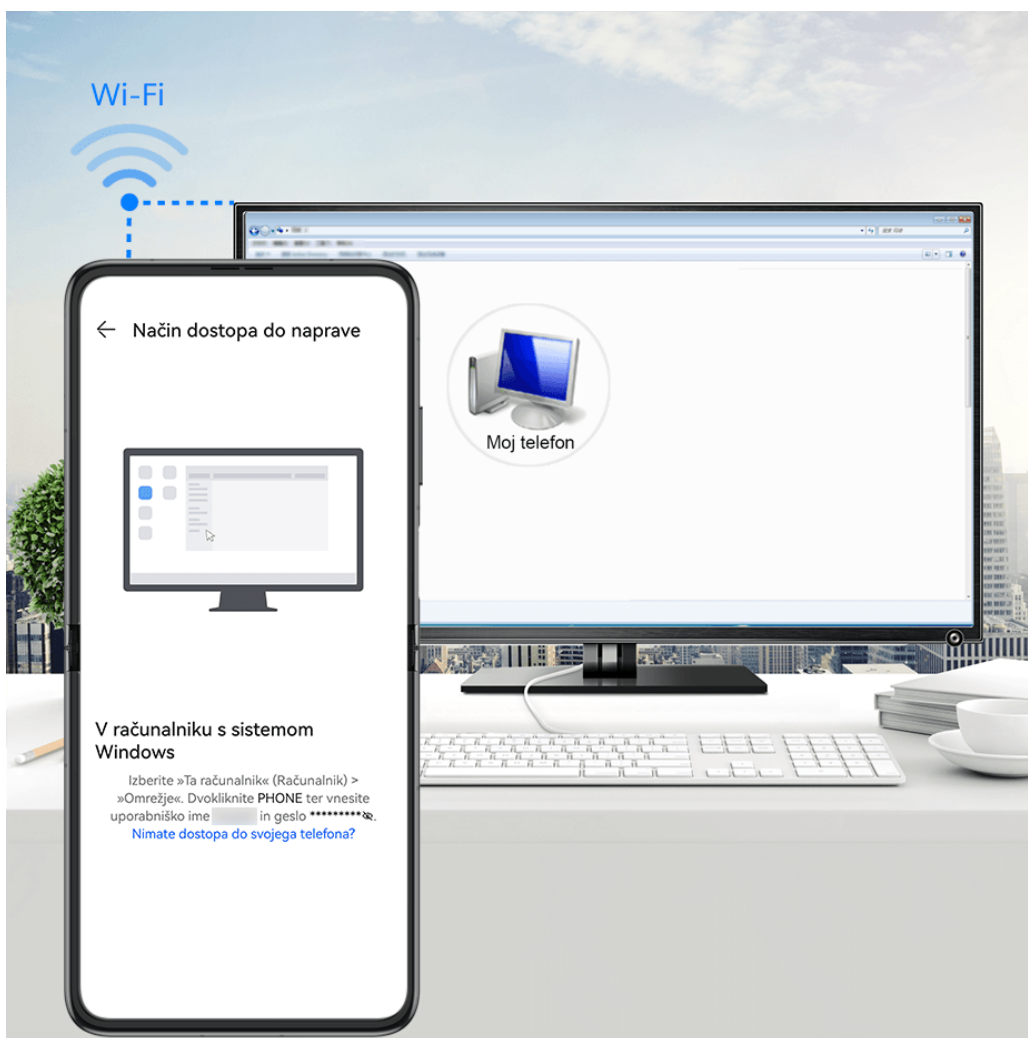 Wi-Fi
Način dostopa do naprave
Moj telefon
V računalniku s sistemom
Windows
Izberite »Ta računalnik« (Računalnik) >
»Omrežje«. Dvokliknite PHONE ter vnesite
uporabniško ime in geslo *********.
Nimate dostopa do svojega telefona?